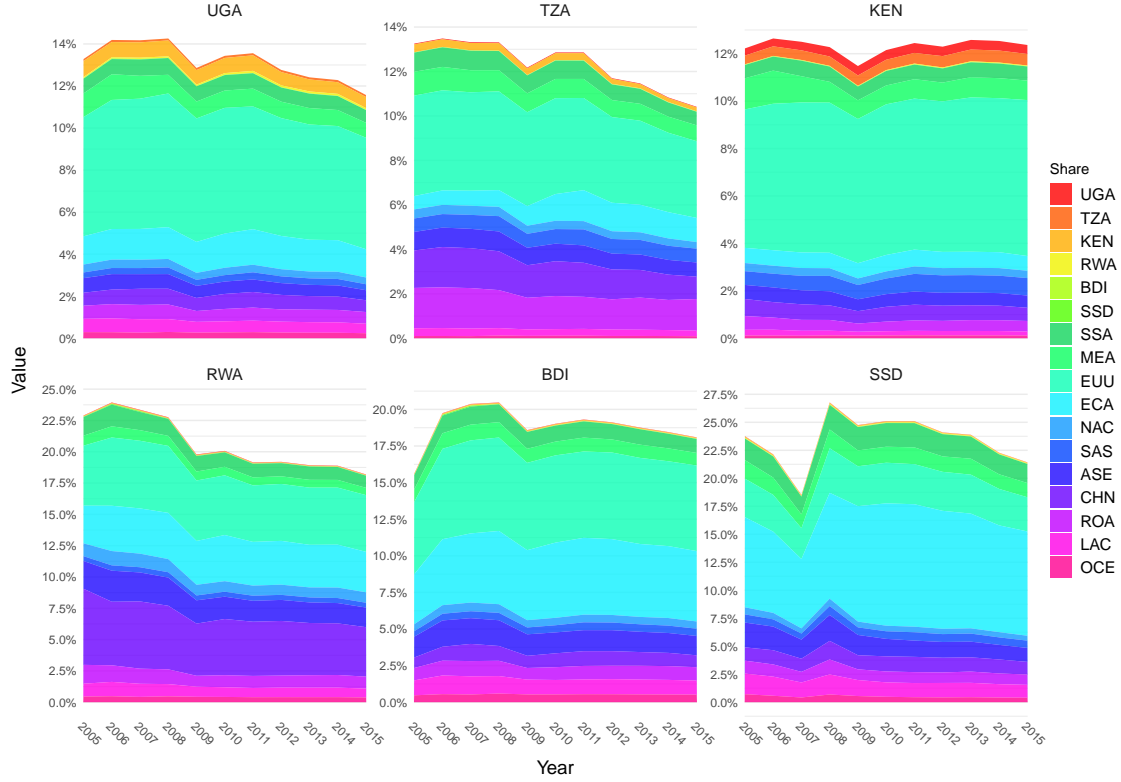 UGA
TZA
KEN
14%
12%
10%
8%
6%
4%
2%
0%
14%
12%
10%
8%
6%
4%
2%
0%
12%
10%
8%
6%
4%
2%
0%
RWA
BDI
SSD
25.0%
22.5%
20.0%
17.5%
15.0%
12.5%
10.0%
7.5%
5.0%
2.5%
0.0%
20.0%
17.5%
15.0%
12.5%
10.0%
7.5%
5.0%
2.5%
0.0%
27.5%
25.0%
22.5%
20.0%
17.5%
15.0%
12.5%
10.0%
7.5%
5.0%
2.5%
0.0%
2005 2006 2007 2008 2009 2010 2011 2012 2013 2014 2015
2005 2006 2007 2008 2009 2010 2011 2012 2013 2014 2015
2005 2006 2007 2008 2009 2010 2011 2012 2013 2014 2015
Value
Year
Share
UGA
TZA
KEN
RWA
BDI
SSD
SSA
MEA
EUU
ECA
NAC
SAS
ASE
CHN
ROA
LAC
OCE